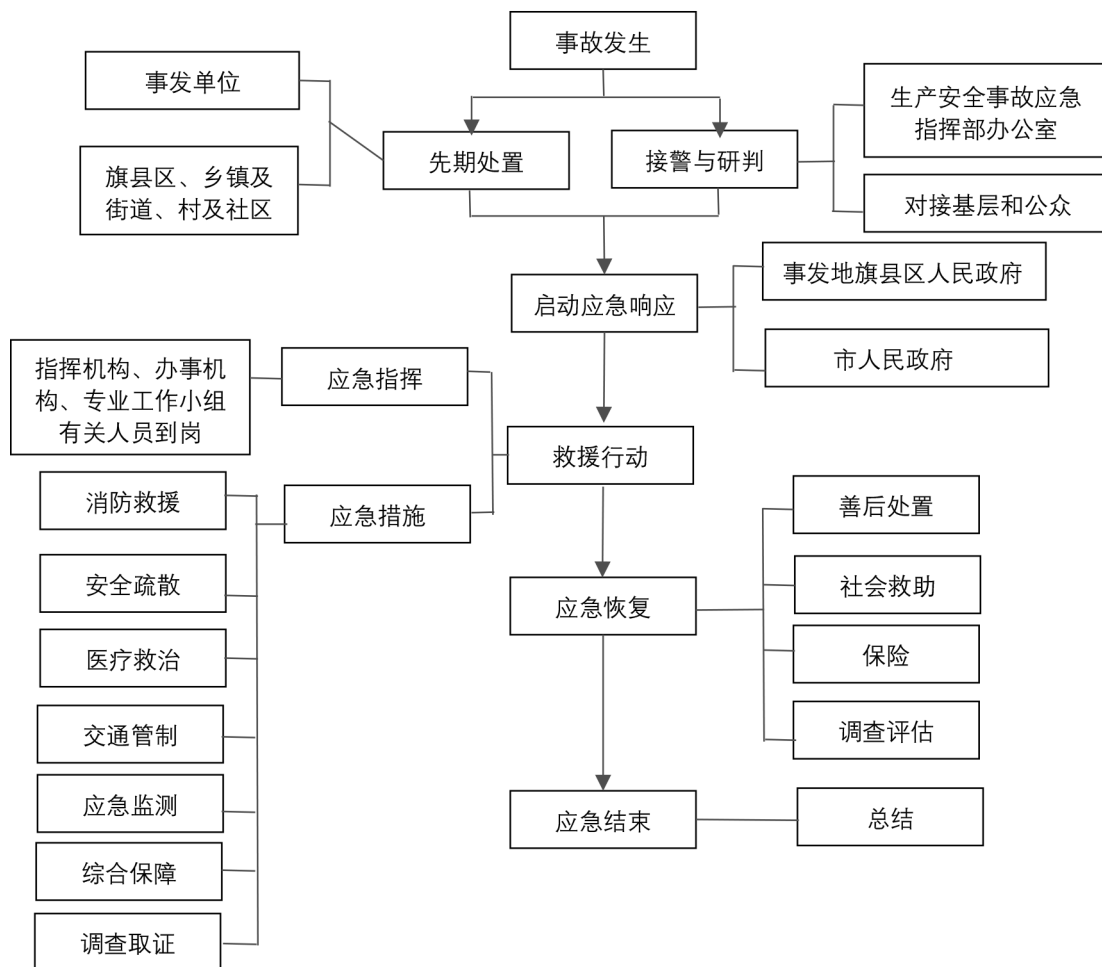 事故发生
事发单位
生产安全事故应急
指挥部办公室
先期处置
接警与研判
旗县区、乡镇及
街道、村及社区
对接基层和公众
事发地旗县区人民政府
启动应急响应
市人民政府
指挥机构、办事机
构、专业工作小组
有关人员到岗
应急指挥
救援行动
消防救援
应急措施
善后处置
安全疏散
应急恢复
社会救助
医疗救治
保险
交通管制
调查评估
应急监测
应急结束
总结
综合保障
调查取证